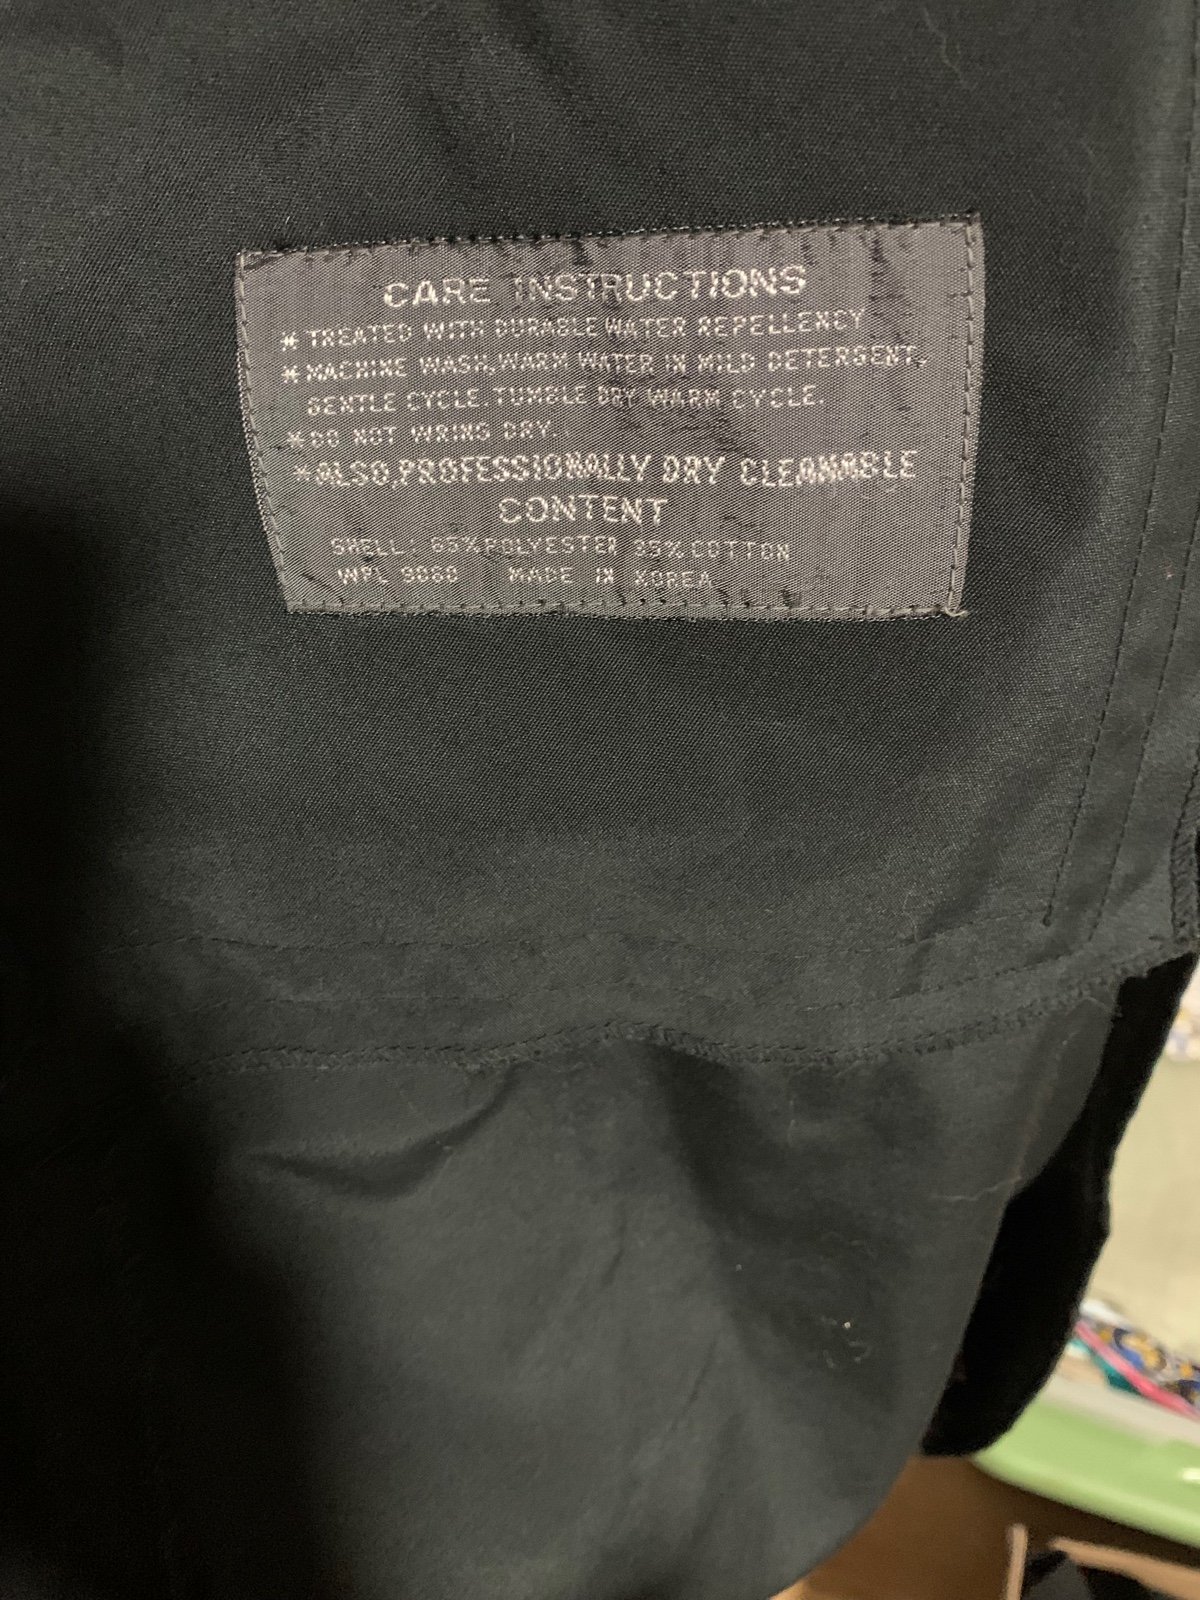 CARE INSTRUCTIONS
* TREATED WITH DURABLE WATER REPELLENCY
* MACHINE WASH, WARM WATER IN MILD DETERGENT,
GENTLE CYCLE. TUMBLE DRY WARM CYCLE.
* DO NOT WRING DRY.
* ALSO, PROFESSIONALLY DRY CLEANABLE
CONTENT
SHELL: 65% POLYESTER 35% COTTON
WPL MADE IN KOREA